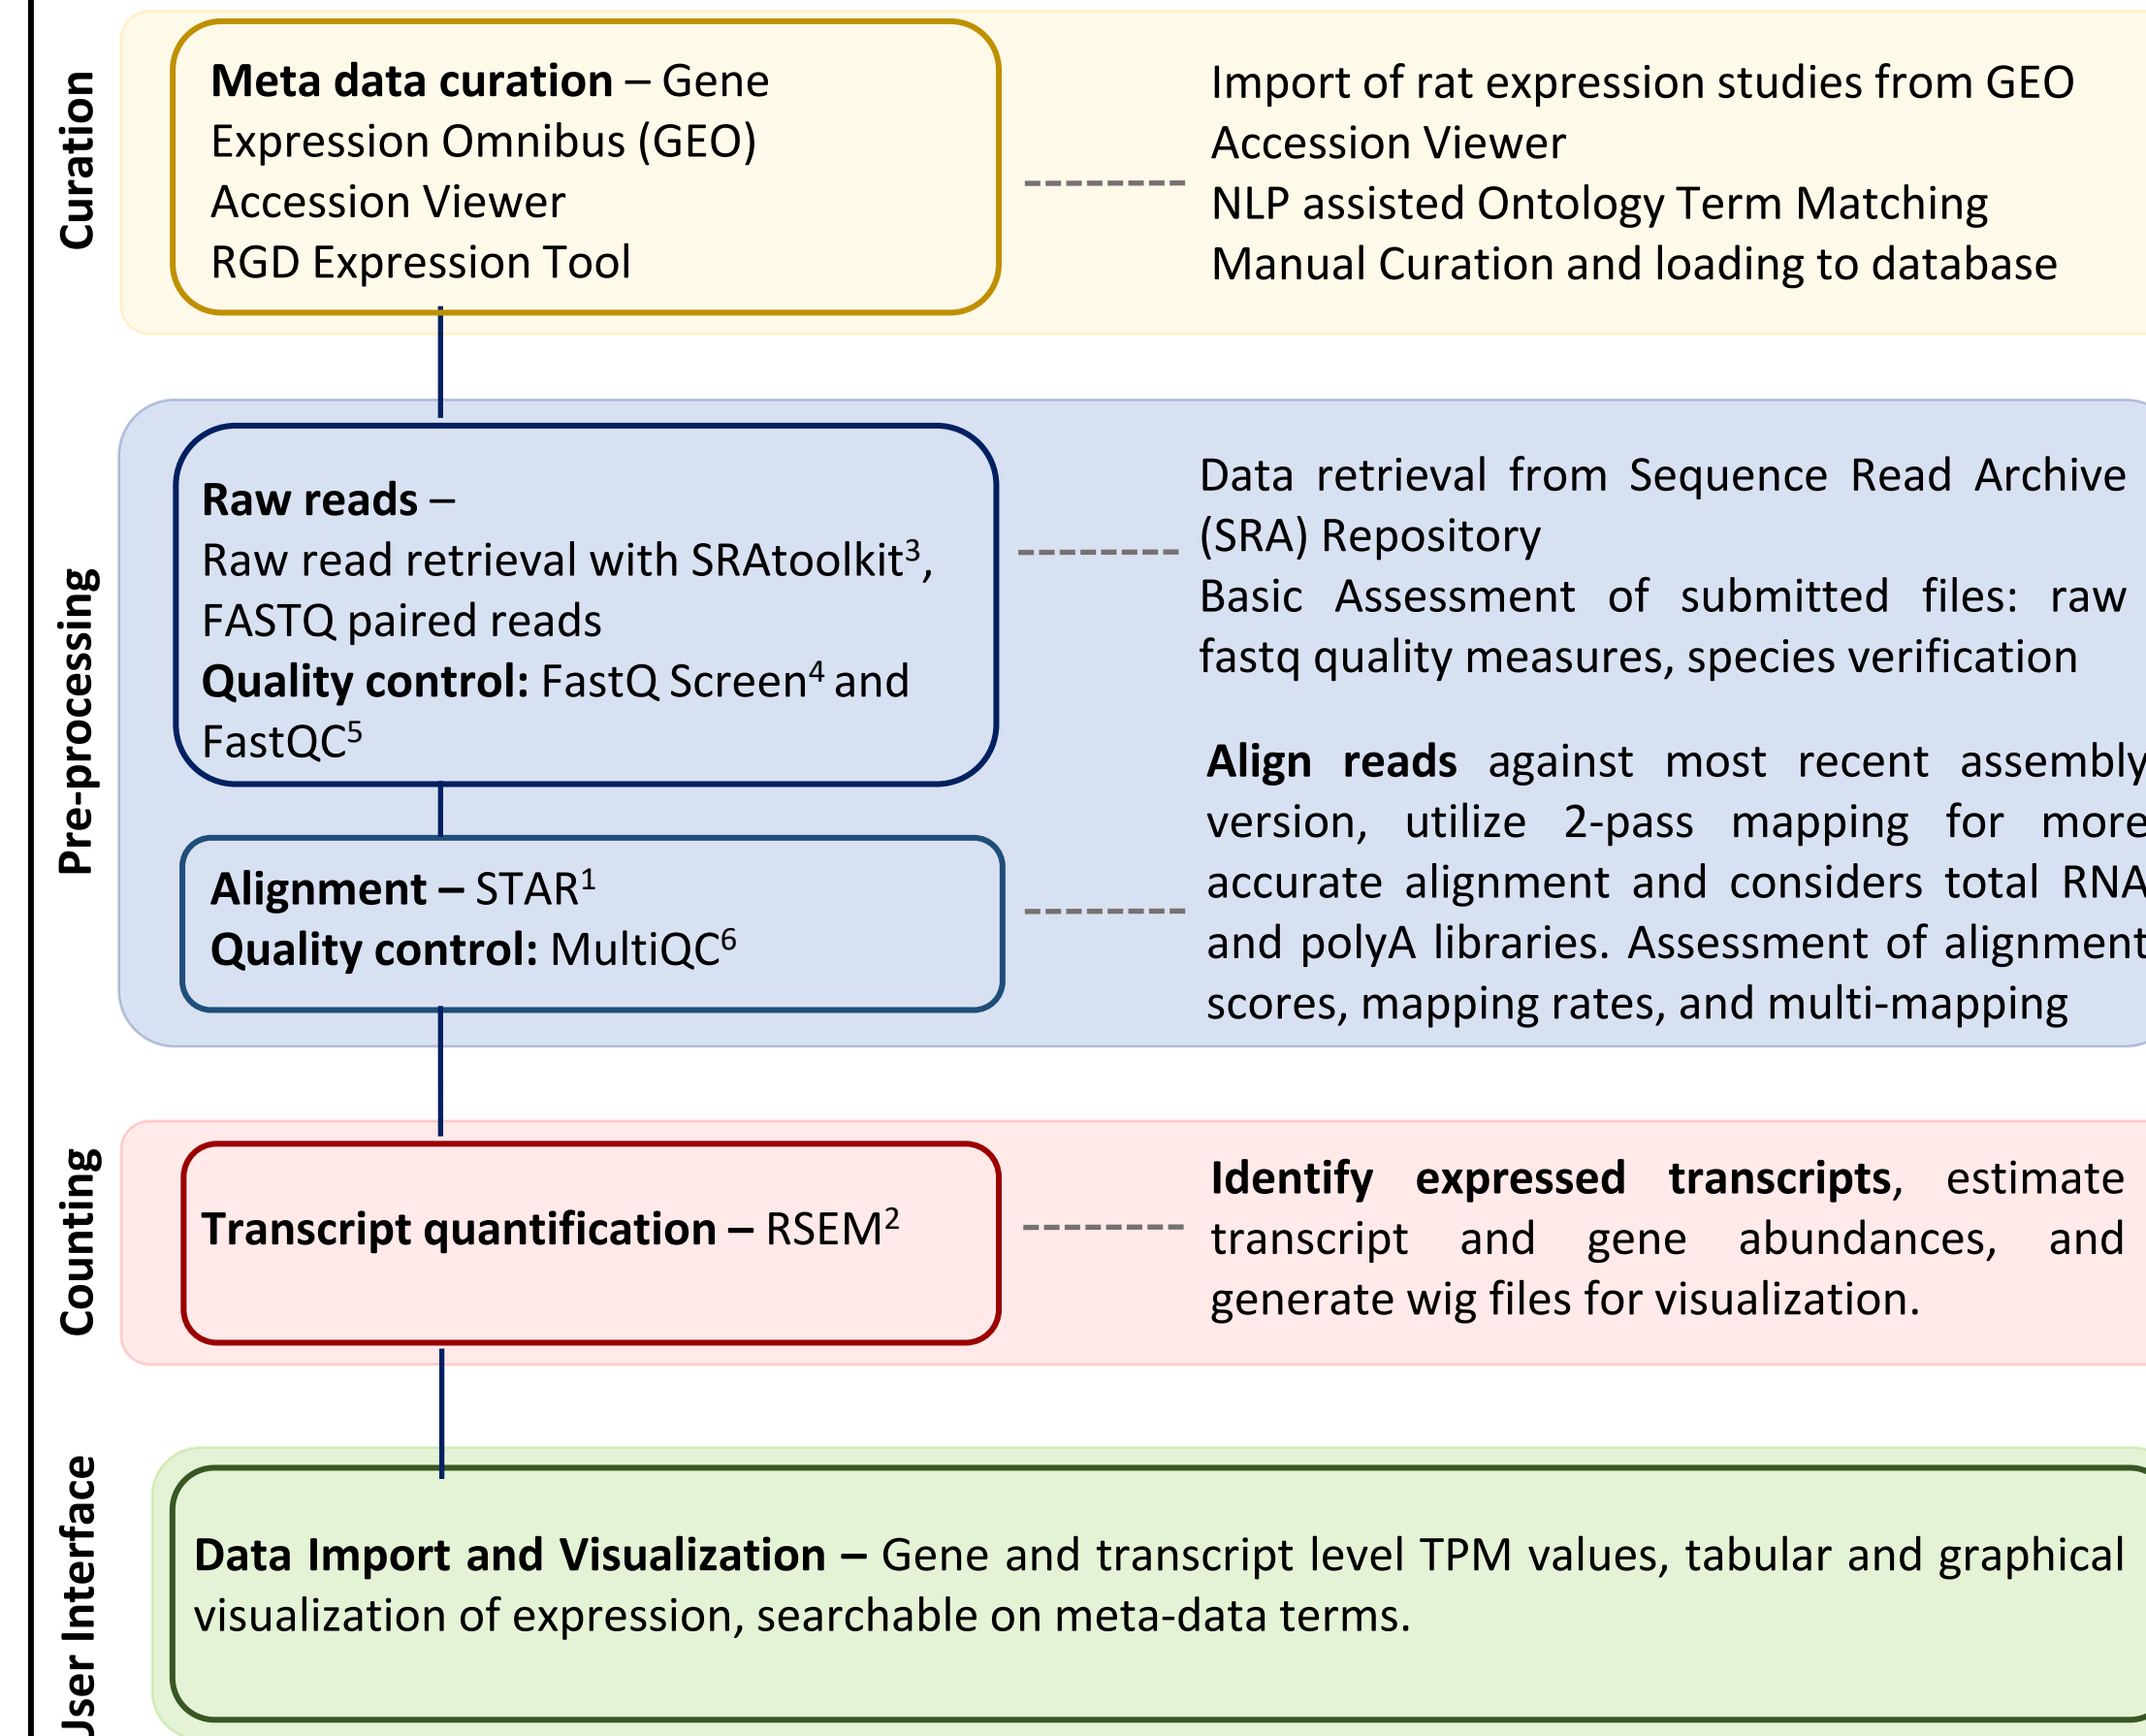 Curation
Meta data curation – Gene
Expression Omnibus (GEO)
Accession Viewer
RGD Expression Tool
Import of rat expression studies from GEO
Accession Viewer
NLP assisted Ontology Term Matching
Manual Curation and loading to database
Pre-processing
Raw reads –
Raw read retrieval with SRAtoolkit³,
FASTQ paired reads
Quality control: FastQ Screen⁴ and
FastQC⁵
Data retrieval from Sequence Read Archive
(SRA) Repository
Basic Assessment of submitted files: raw
fastq quality measures, species verification
Alignment – STAR¹
Quality control: MultiQC⁶
Align reads against most recent assembly
version, utilize 2-pass mapping for more
accurate alignment and considers total RNA
and polyA libraries. Assessment of alignment
scores, mapping rates, and multi-mapping
Counting
Transcript quantification – RSEM²
Identify expressed transcripts, estimate
transcript and gene abundances, and
generate wig files for visualization.
User Interface
Data Import and Visualization – Gene and transcript level TPM values, tabular and graphical
visualization of expression, searchable on meta-data terms.